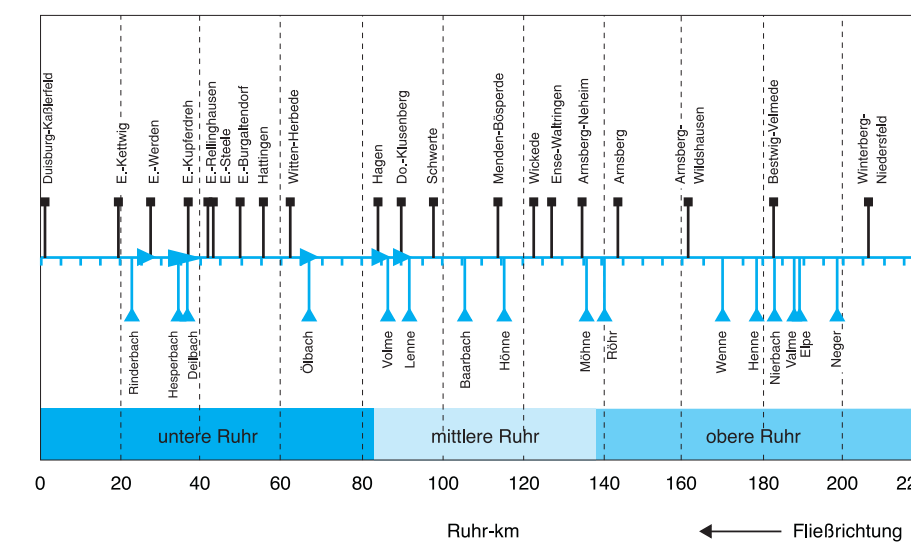 Duisburg-Kaßlerfeld
E.-Kettwig
E.-Werden
E.-Kupferdreh
E.-Rellinghausen
E.-Steele
E.-Burgaltendorf
Hattingen
Witten-Herbede
Hagen
Do.-Klusenberg
Schwerte
Menden-Bösperde
Wickede
Ense-Waltringen
Arnsberg-Neheim
Arnsberg
Arnsberg-
Wildshausen
Bestwig-Velmede
Winterberg-
Niedersfeld
Rinderbach
Hesperbach
Deilbach
Ölbach
Volme
Lenne
Baarbach
Hönne
Möhne
Röhr
Wenne
Henne
Nierbach
Valme
Elpe
Neger
untere Ruhr mittlere Ruhr obere Ruhr
0 20 40 60 80 100 120 140 160 180 200
Ruhr-km Fließrichtung